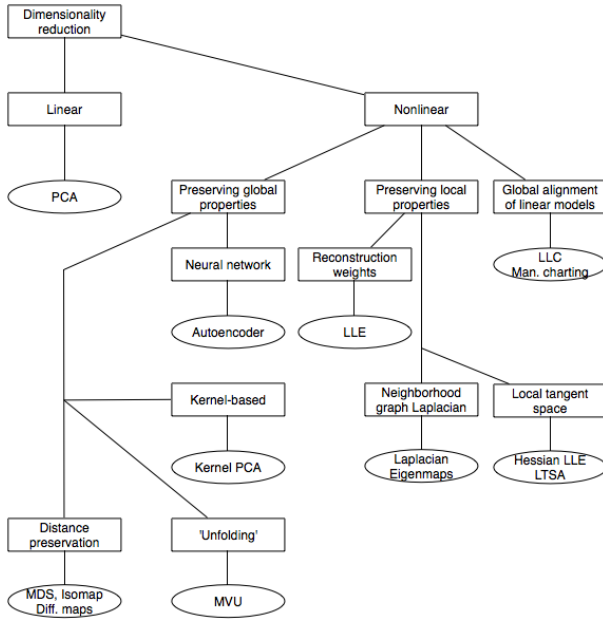 Dimensionality
reduction
Linear
Nonlinear
PCA
Preserving global
properties
Preserving local
properties
Global alignment
of linear models
Neural network
Reconstruction
weights
LLC
Man. charting
Autoencoder
LLE
Kernel-based
Neighborhood
graph Laplacian
Local tangent
space
Kernel PCA
Laplacian
Eigenmaps
Hessian LLE
LTSA
Distance
preservation
'Unfolding'
MDS, Isomap
Diff. maps
MVU